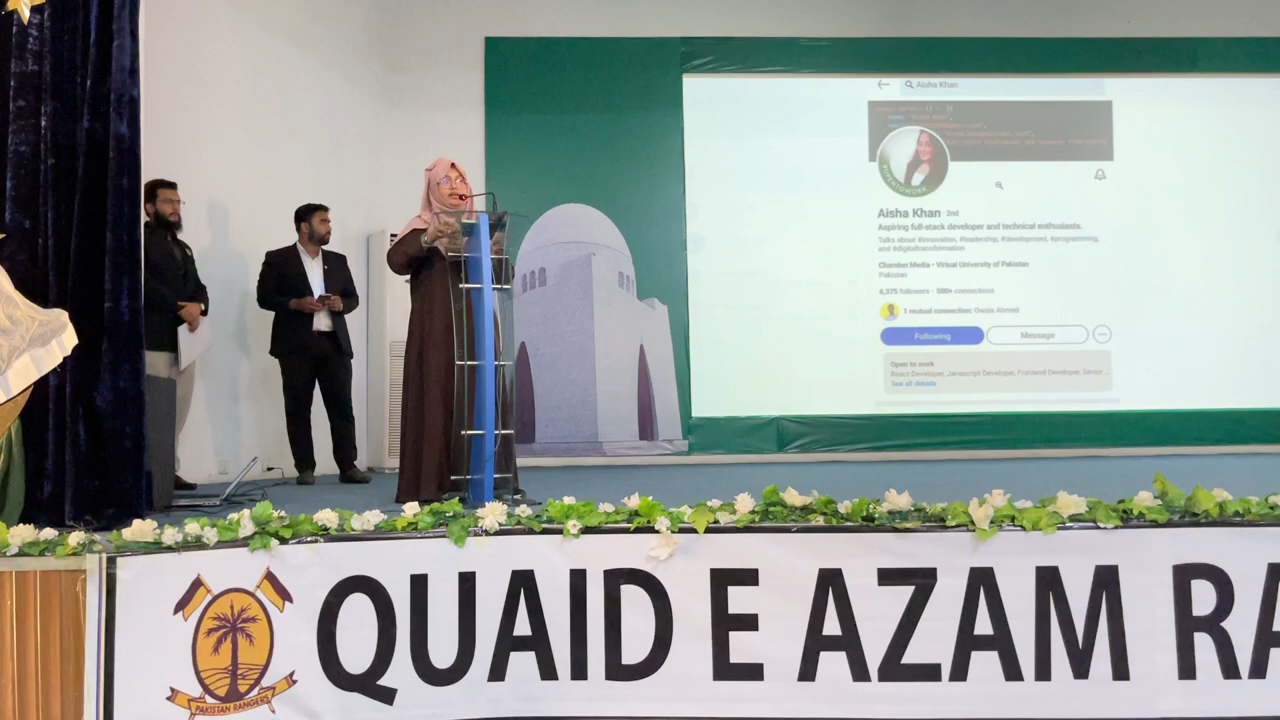 Aisha Khan
#OPENTOWORK
Aisha Khan 2nd
Aspiring full-stack developer and technical enthusiasts.
Talks about #innovation, #leadership, #development, #programming,
and #digitaltransformation
Chamber.Media • Virtual University of Pakistan
Pakistan
6,375 followers • 500+ connections
1 mutual connection: Owais Ahmed
Following
Message
Open to work
React Developer, Javascript Developer, Frontend Developer, Senior ...
See all details
QUAID E AZAM RA
PAKISTAN RANGERS